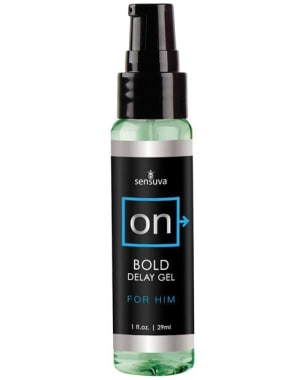 sensuva
on
BOLD
DELAY GEL
FOR HIM
1 fl.oz. | 29ml